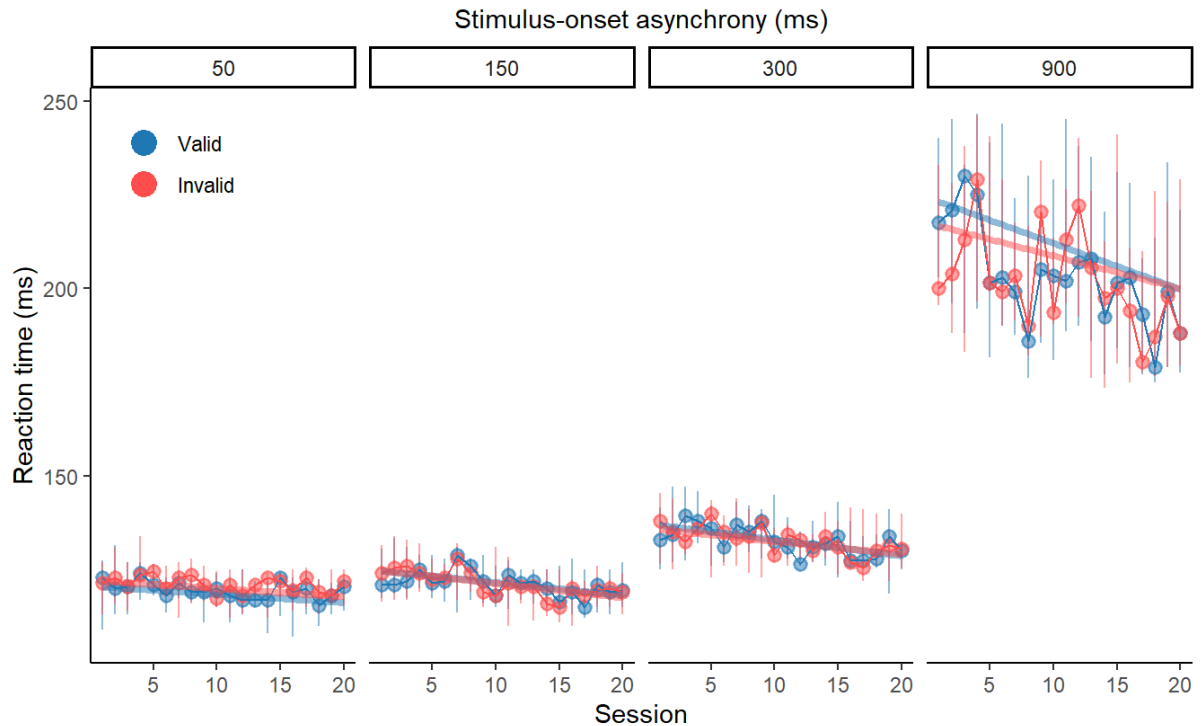 Stimulus-onset asynchrony (ms)
50 150 300 900
250
200
150
Valid
Invalid
Reaction time (ms)
5 10 15 20 5 10 15 20 5 10 15 20 5 10 15 20
Session